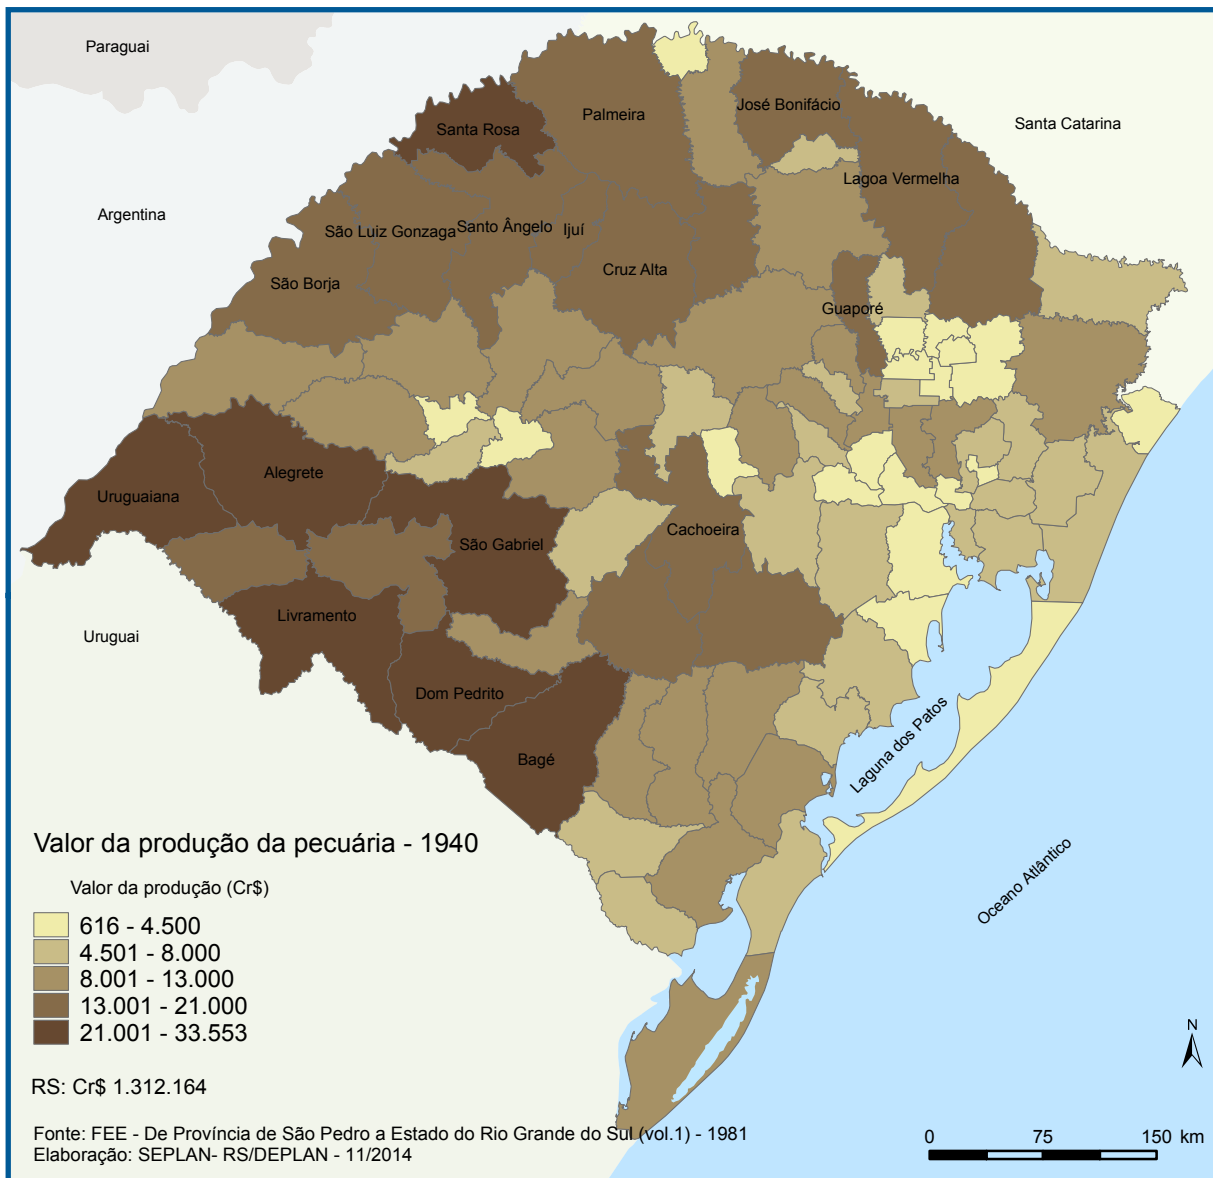 Paraguai
Santa Catarina
Argentina
Uruguai
Palmeira
José Bonifácio
Santa Rosa
Lagoa Vermelha
São Luiz Gonzaga
Santo Ângelo
Ijuí
Cruz Alta
São Borja
Guaporé
Alegrete
Uruguaiana
São Gabriel
Cachoeira
Livramento
Dom Pedrito
Bagé
Laguna dos Patos
Oceano Atlântico
Valor da produção da pecuária - 1940
Valor da produção (Cr$)
616 - 4.500
4.501 - 8.000
8.001 - 13.000
13.001 - 21.000
21.001 - 33.553
RS: Cr$ 1.312.164
Fonte: FEE - De Província de São Pedro a Estado do Rio Grande do Sul (vol.1) - 1981
Elaboração: SEPLAN- RS/DEPLAN - 11/2014
N
0 75 150 km